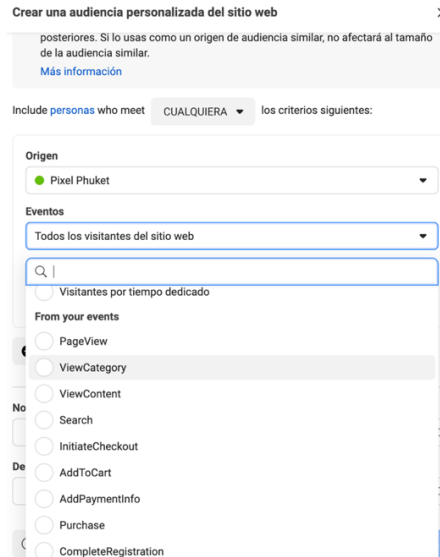 Crear una audiencia personalizada del sitio web
posteriores. Si lo usas como un origen de audiencia similar, no afectará al tamaño
de la audiencia similar.
Más información
Include personas who meet CUALQUIERA los criterios siguientes:
Origen
Pixel Phuket
Eventos
Todos los visitantes del sitio web
Visitantes por tiempo dedicado
From your events
PageView
ViewCategory
ViewContent
No
Search
InitiateCheckout
AddToCart
De
AddPaymentInfo
Purchase
CompleteRegistration